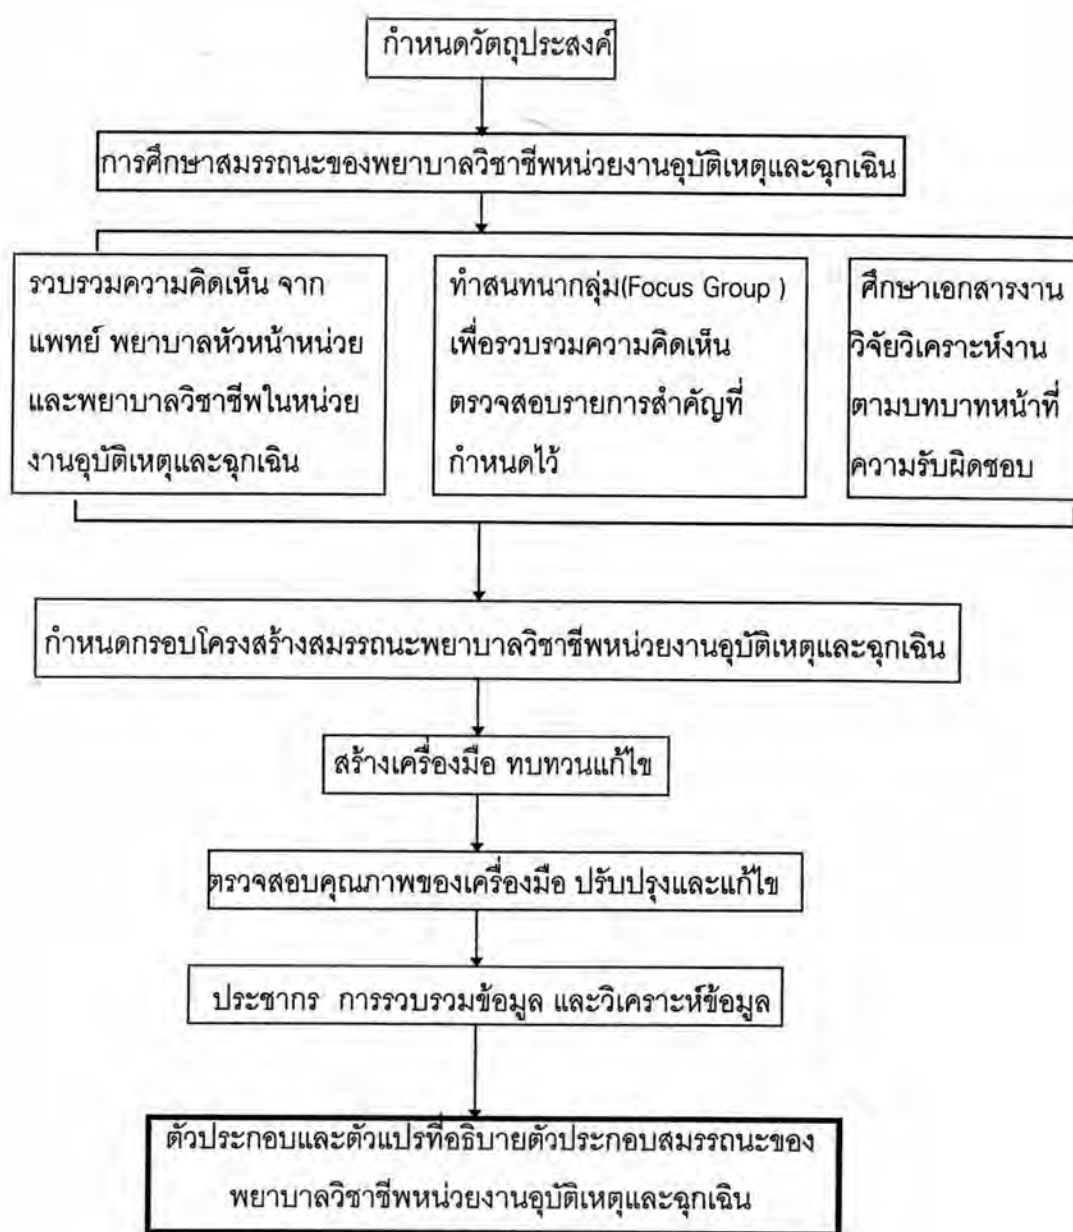 กำหนดวัตถุประสงค์
การศึกษาสมรรถนะของพยาบาลวิชาชีพหน่วยงานอุบัติเหตุและฉุกเฉิน
รวบรวมความคิดเห็น จาก
แพทย์ พยาบาลหัวหน้าหน่วย
และพยาบาลวิชาชีพในหน่วย
งานอุบัติเหตุและฉุกเฉิน
ทำสนทนากลุ่ม(Focus Group )
เพื่อรวบรวมความคิดเห็น
ตรวจสอบรายการสำคัญที่
กำหนดไว้
ศึกษาเอกสารงาน
วิจัยวิเคราะห์งาน
ตามบทบาทหน้าที่
ความรับผิดชอบ
กำหนดกรอบโครงสร้างสมรรถนะพยาบาลวิชาชีพหน่วยงานอุบัติเหตุและฉุกเฉิน
สร้างเครื่องมือ ทบทวนแก้ไข
ตรวจสอบคุณภาพของเครื่องมือ ปรับปรุงและแก้ไข
ประชากร การรวบรวมข้อมูล และวิเคราะห์ข้อมูล
ตัวประกอบและตัวแปรที่อธิบายตัวประกอบสมรรถนะของ
พยาบาลวิชาชีพหน่วยงานอุบัติเหตุและฉุกเฉิน